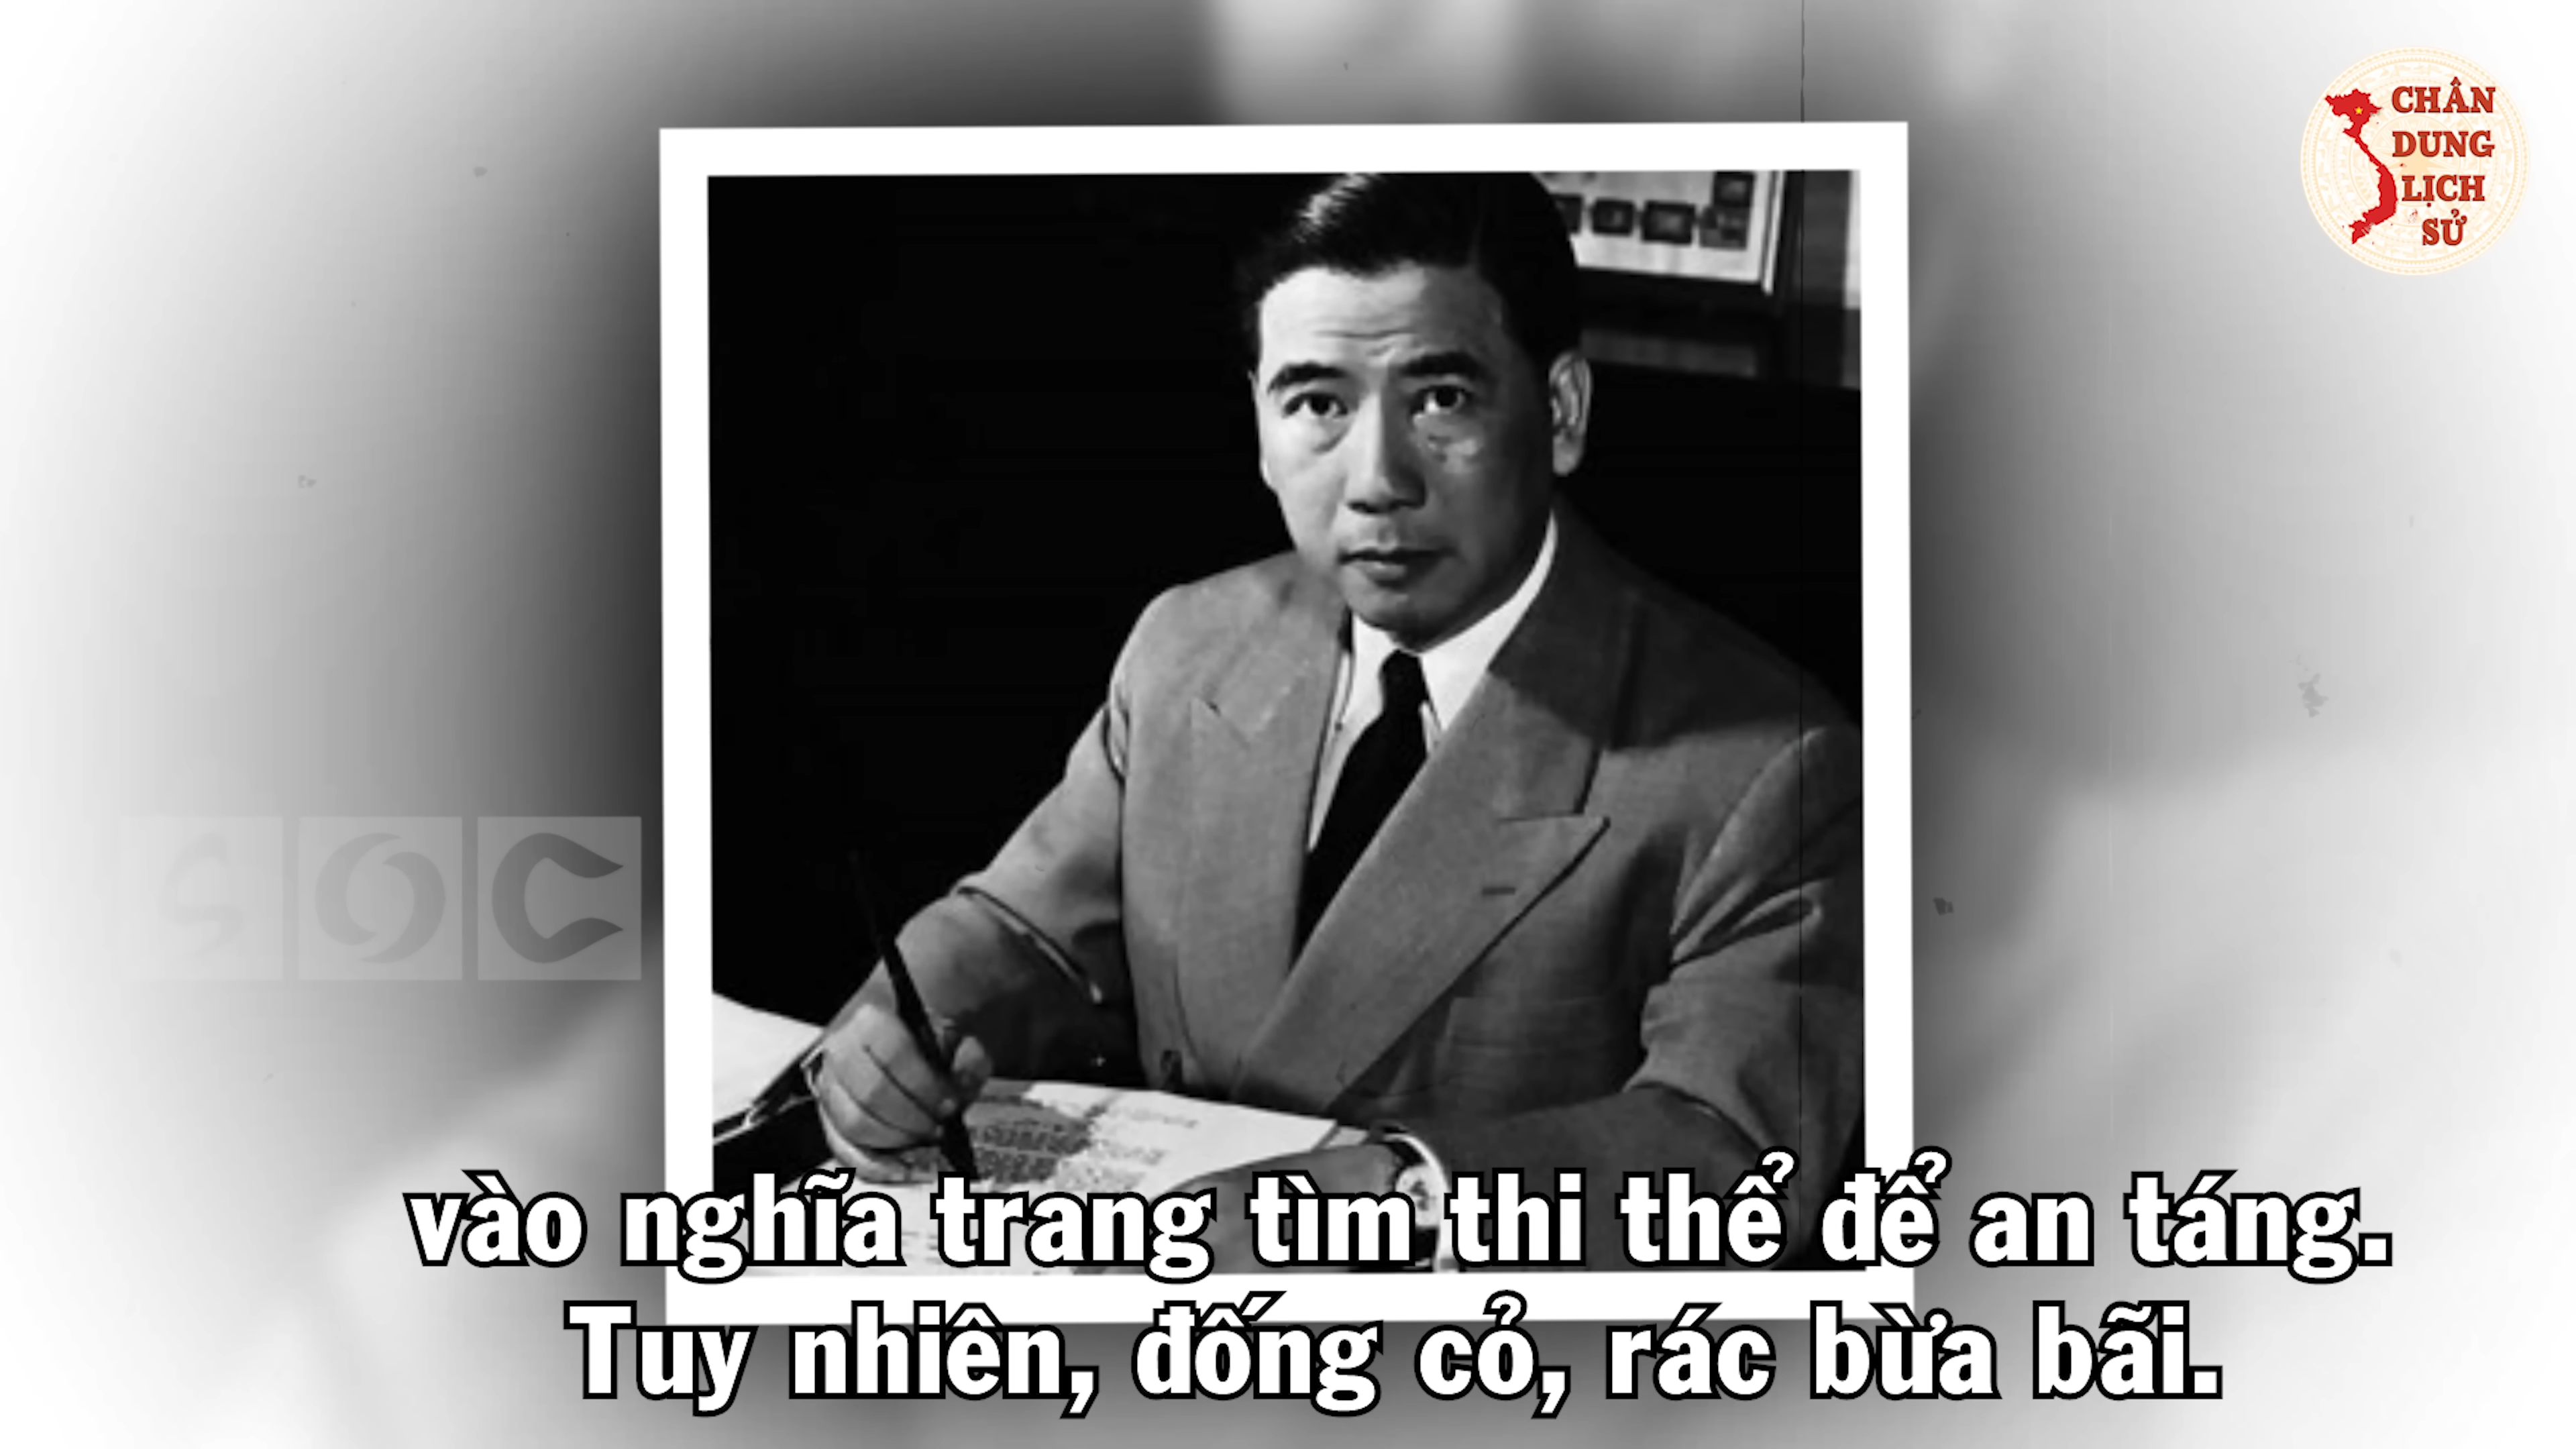 CHÂN
DUNG
LỊCH
SỬ
SOC
vào nghĩa trang tìm thi thể để an táng.
Tuy nhiên, đống cỏ, rác bừa bãi.